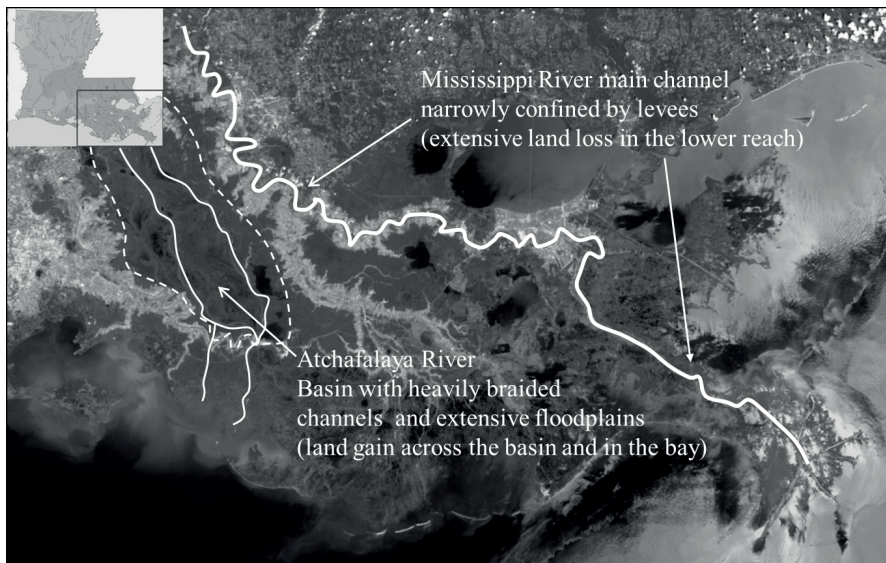 Mississippi River main channel
narrowly confined by levees
(extensive land loss in the lower reach)
Atchafalaya River
Basin with heavily braided
channels and extensive floodplains
(land gain across the basin and in the bay)